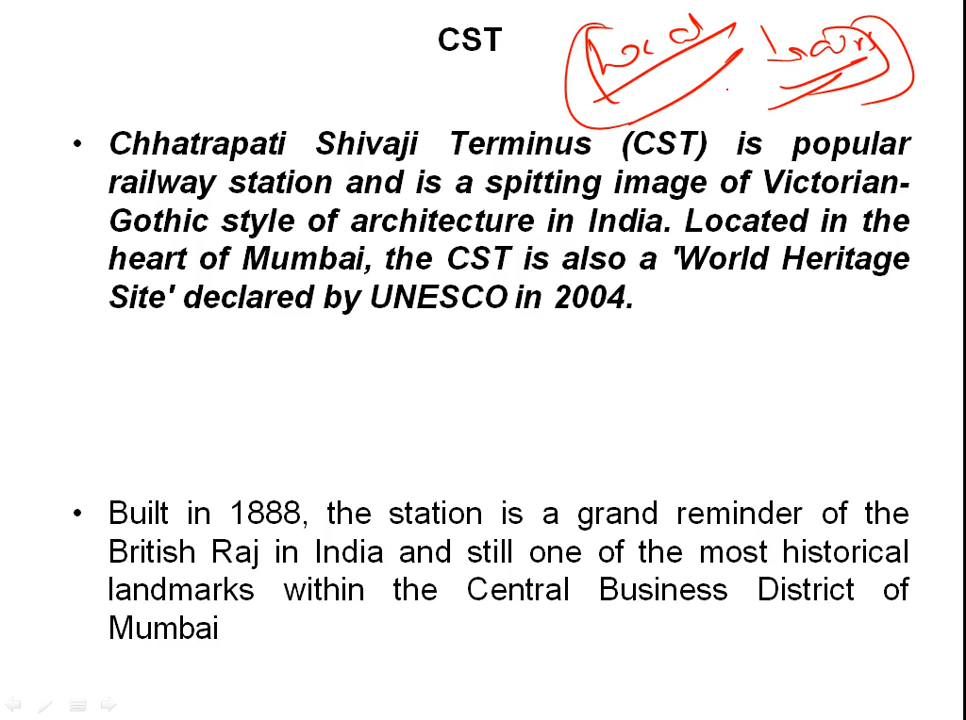 CST
Local
• Chhatrapati Shivaji Terminus (CST) is popular
railway station and is a spitting image of Victorian-
Gothic style of architecture in India. Located in the
heart of Mumbai, the CST is also a 'World Heritage
Site' declared by UNESCO in 2004.
• Built in 1888, the station is a grand reminder of the
British Raj in India and still one of the most historical
landmarks within the Central Business District of
Mumbai